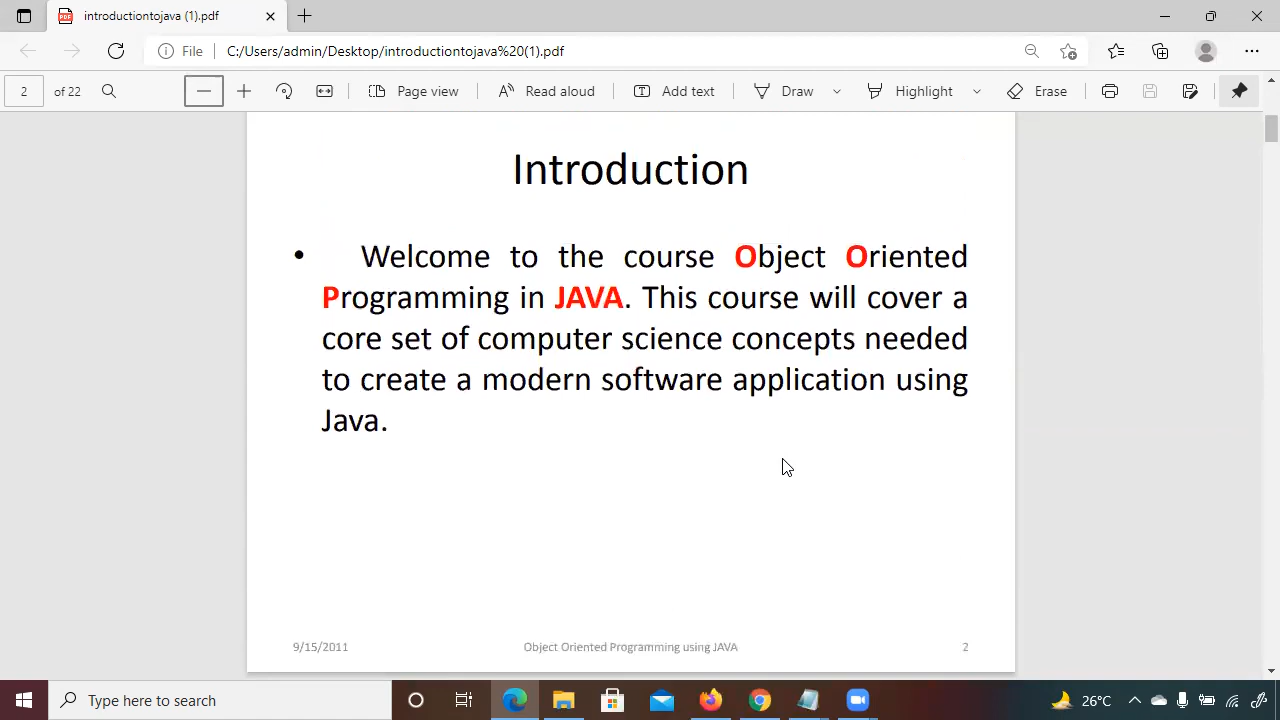 introductiontojava (1).pdf
File C:/Users/admin/Desktop/introductiontojava%20(1).pdf
2 of 22 Page view Read aloud Add text Draw Highlight Erase
Introduction
• Welcome to the course Object Oriented
Programming in JAVA. This course will cover a
core set of computer science concepts needed
to create a modern software application using
Java.
9/15/2011 Object Oriented Programming using JAVA 2
Type here to search 26°C